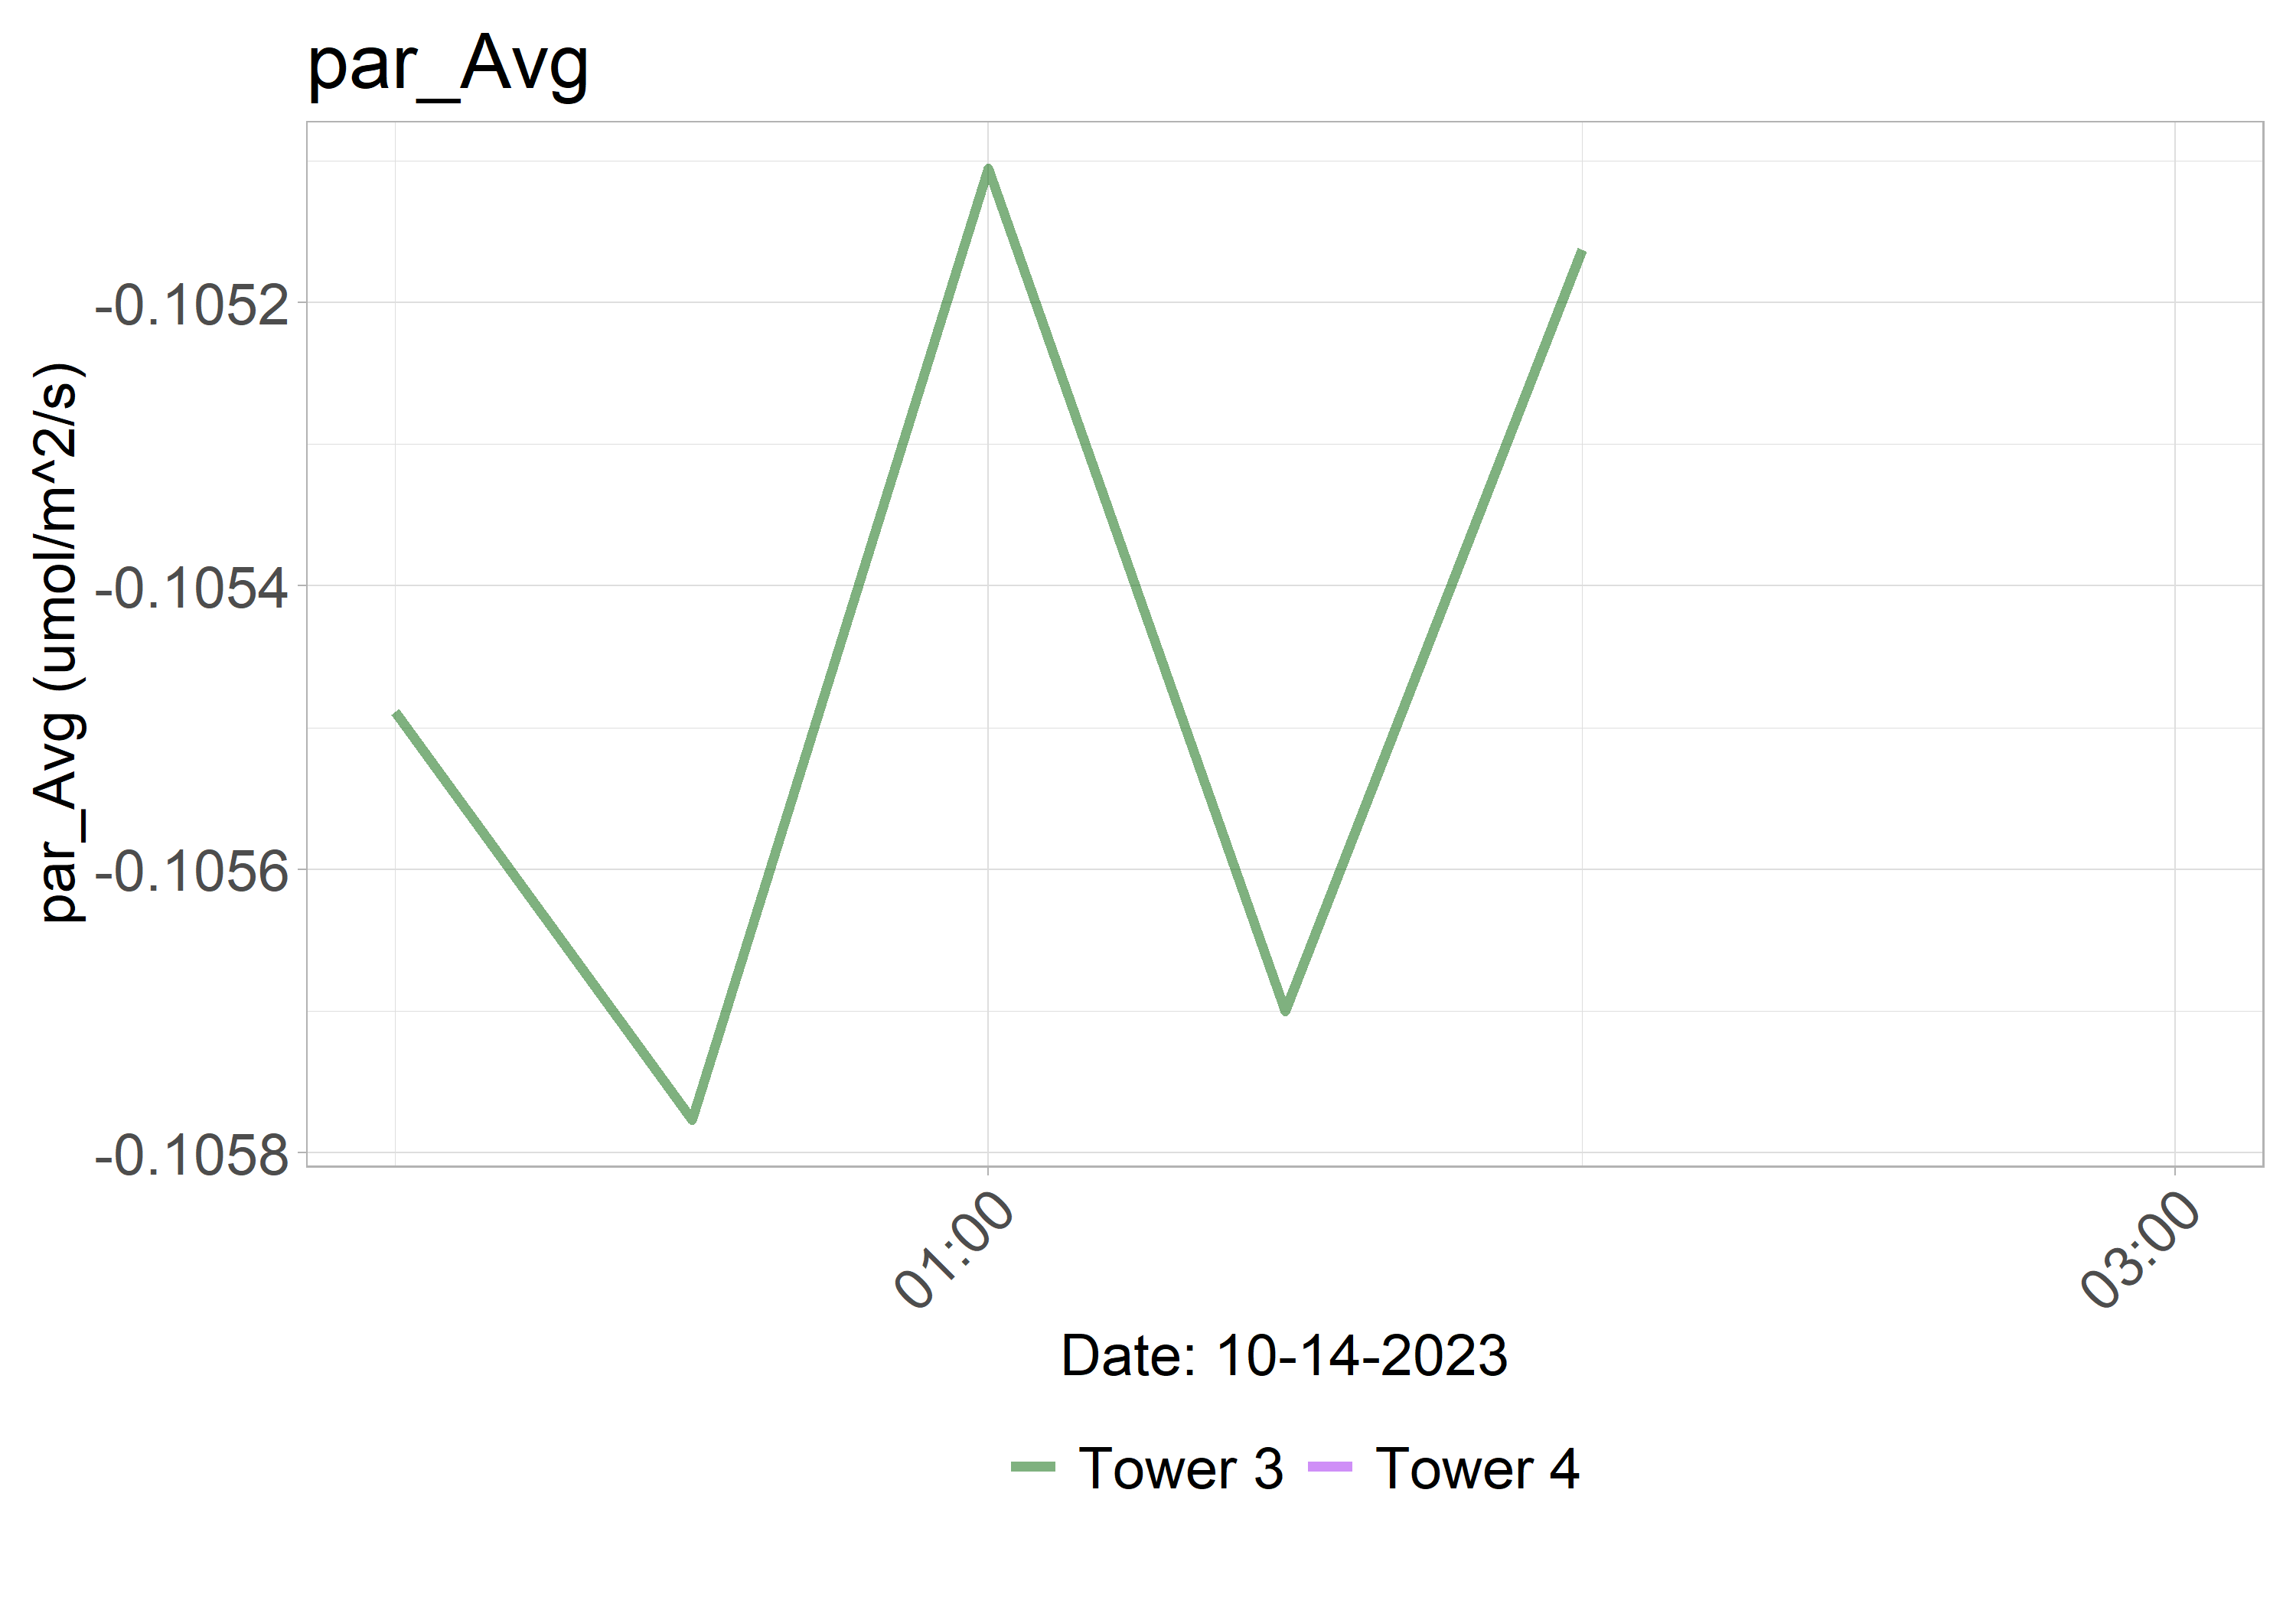 par_Avg
par_Avg (umol/m^2/s)
-0.1052
-0.1054
-0.1056
-0.1058
01:00
03:00
Date: 10-14-2023
Tower 3
Tower 4